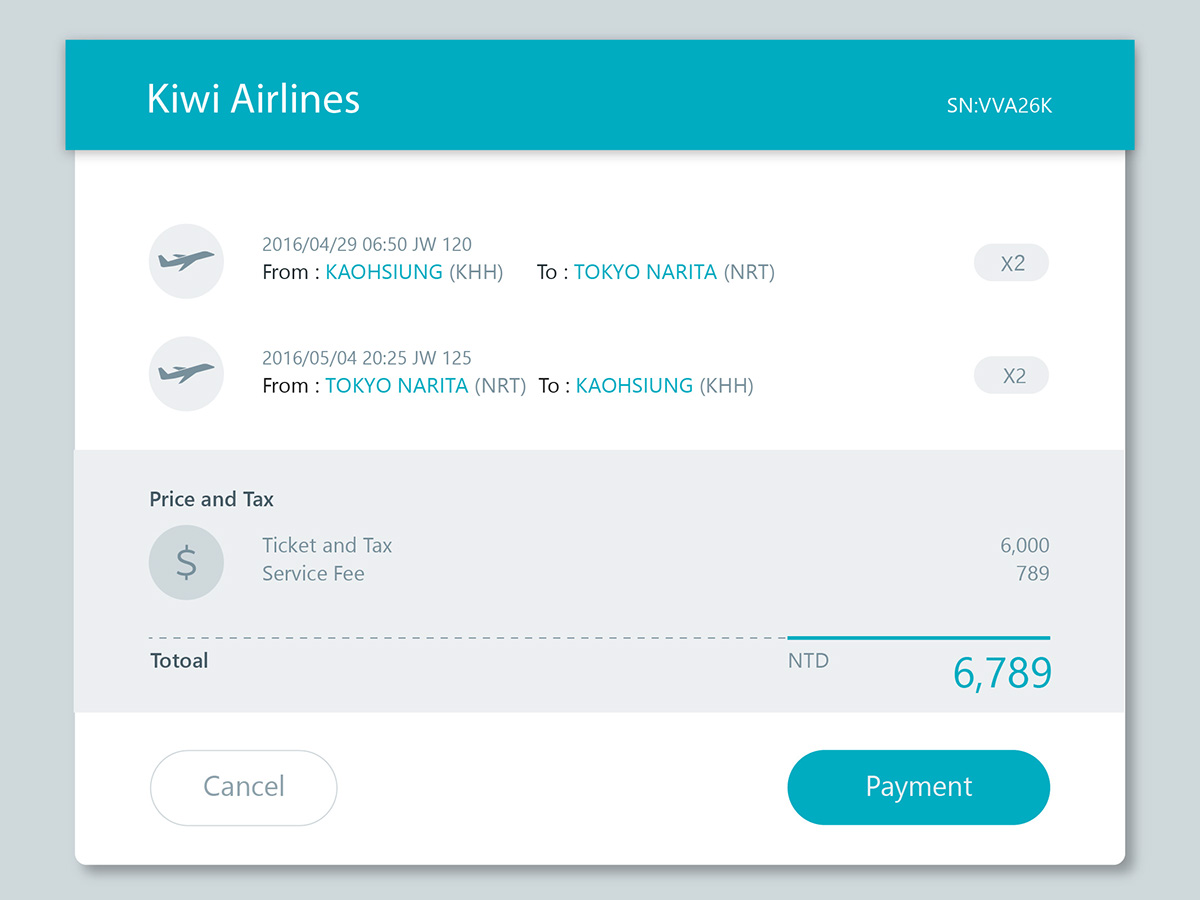 Kiwi Airlines
SN:VVA26K
2016/04/29 06:50 JW 120
From : KAOHSIUNG (KHH) To : TOKYO NARITA (NRT)
X2
2016/05/04 20:25 JW 125
From : TOKYO NARITA (NRT) To : KAOHSIUNG (KHH)
X2
Price and Tax
$
Ticket and Tax 6,000
Service Fee 789
Totoal NTD 6,789
Cancel Payment